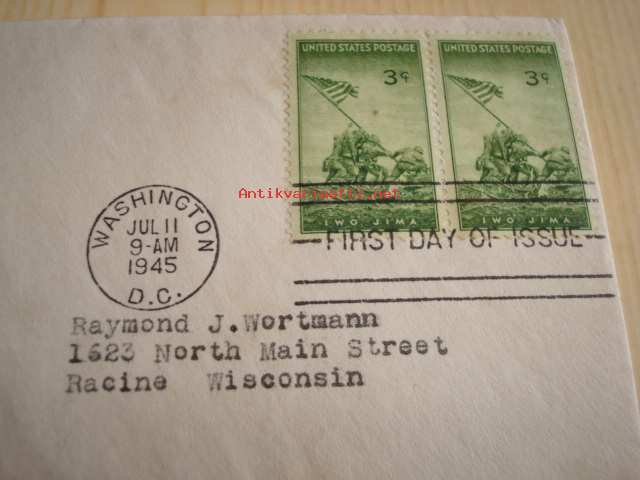 UNITED STATES POSTAGE
3¢
IWO JIMA
UNITED STATES POSTAGE
3¢
IWO JIMA
Antikvariaatti.net
FIRST DAY OF ISSUE
WASHINGTON
JUL 11
9-AM
1945
D.C.
Raymond J.Wortmann
1623 North Main Street
Racine Wisconsin